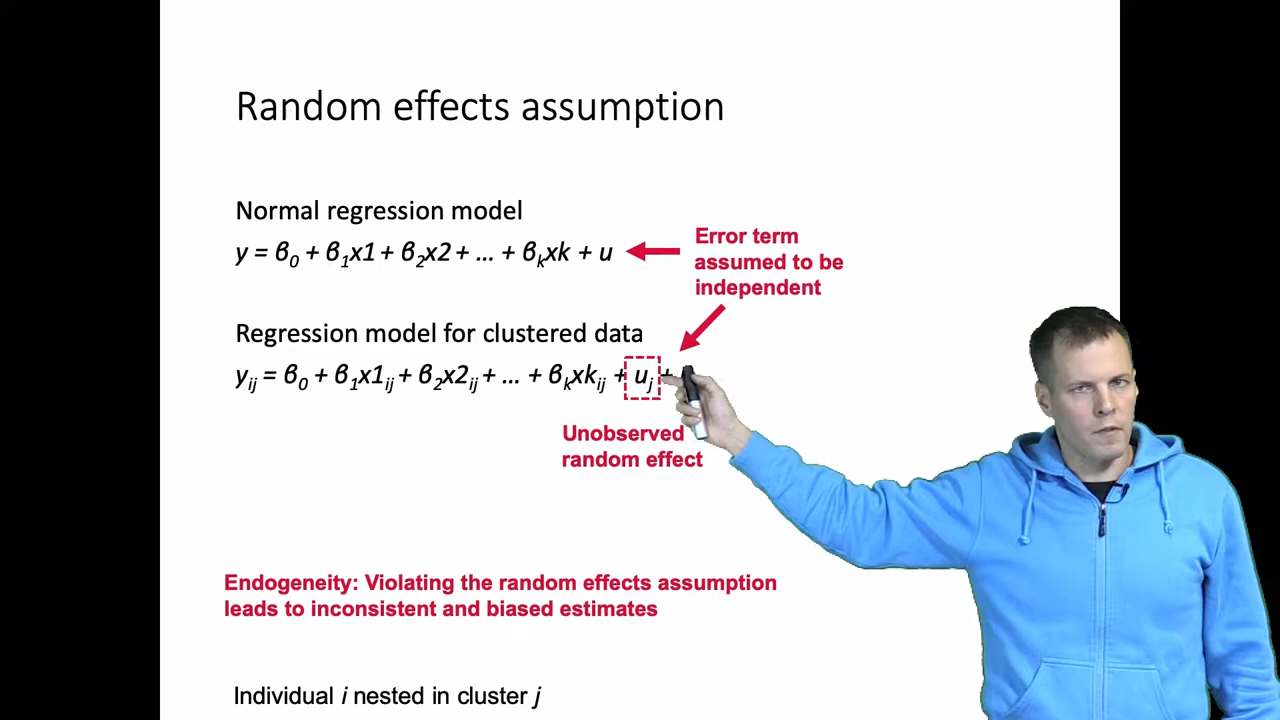 Random effects assumption
Normal regression model
y = β₀ + β₁x1 + β₂x2 + … + βₖxk + u
Error term
assumed to be
independent
Regression model for clustered data
yᵢⱼ = β₀ + β₁x1ᵢⱼ + β₂x2ᵢⱼ + … + βₖxkᵢⱼ + uⱼ +
Unobserved
random effect
Endogeneity: Violating the random effects assumption
leads to inconsistent and biased estimates
Individual i nested in cluster j